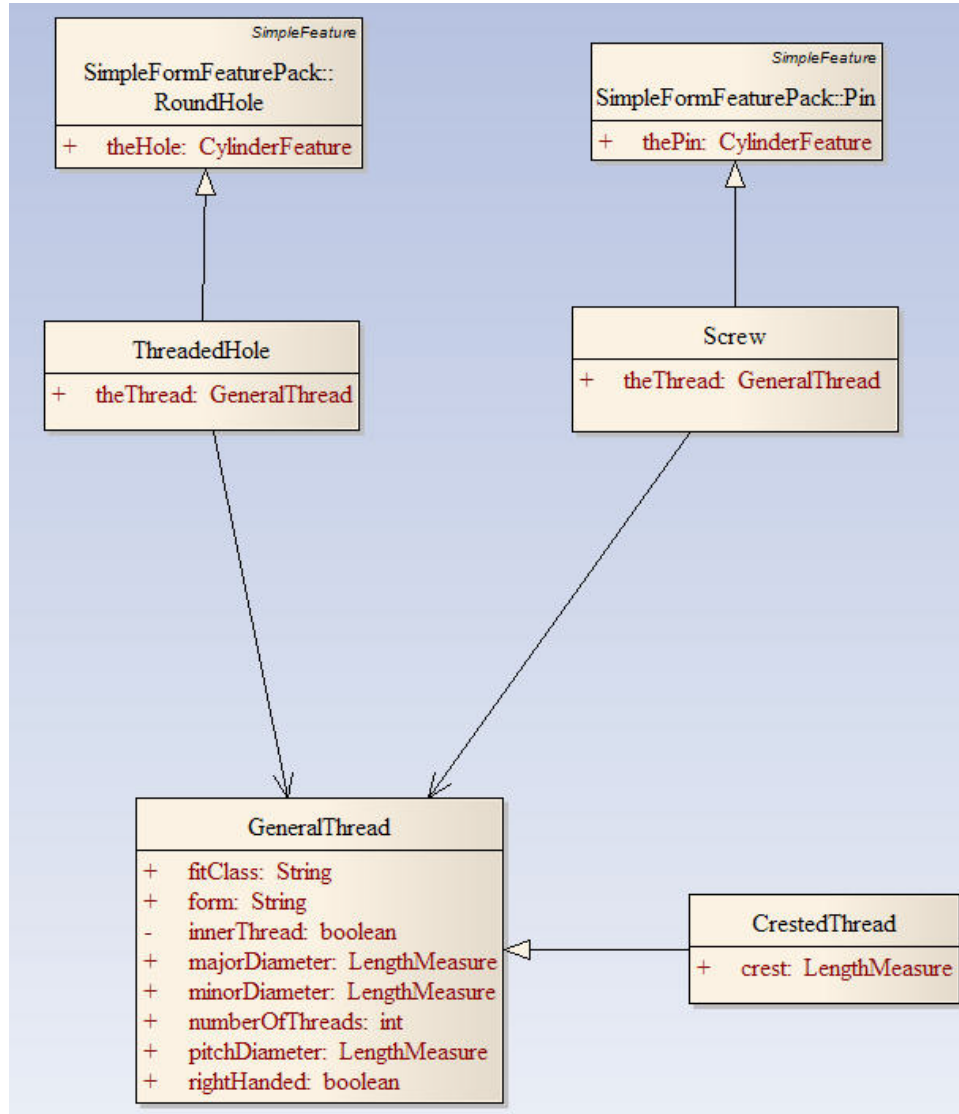 SimpleFeature
SimpleFormFeaturePack::
RoundHole
+ theHole: CylinderFeature
SimpleFeature
SimpleFormFeaturePack::Pin
+ thePin: CylinderFeature
ThreadedHole
+ theThread: GeneralThread
Screw
+ theThread: GeneralThread
GeneralThread
+ fitClass: String
+ form: String
- innerThread: boolean
+ majorDiameter: LengthMeasure
+ minorDiameter: LengthMeasure
+ numberOfThreads: int
+ pitchDiameter: LengthMeasure
+ rightHanded: boolean
CrestedThread
+ crest: LengthMeasure